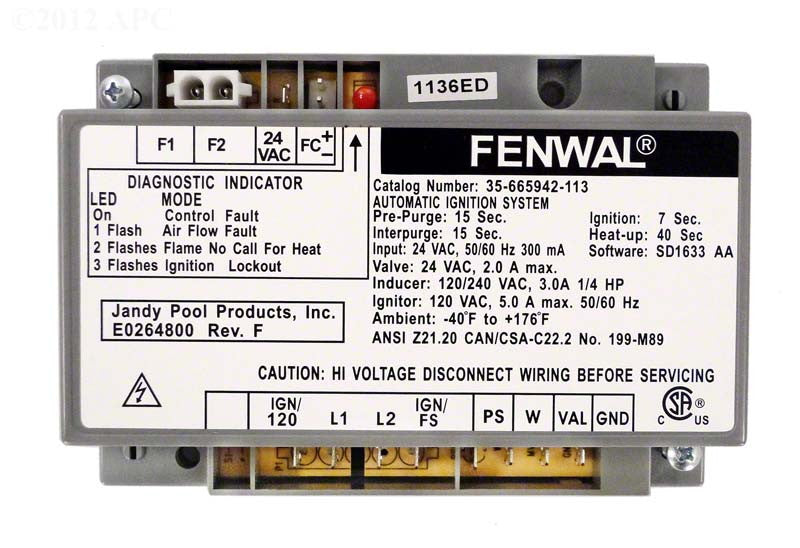 ©2012 APC
1136ED
F1 F2 24 VAC FC + −
FENWAL®
DIAGNOSTIC INDICATOR
LED MODE
On Control Fault
1 Flash Air Flow Fault
2 Flashes Flame No Call For Heat
3 Flashes Ignition Lockout
Jandy Pool Products, Inc.
E0264800 Rev. F
Catalog Number: 35-665942-113
AUTOMATIC IGNITION SYSTEM
Pre-Purge: 15 Sec. Ignition: 7 Sec.
Interpurge: 15 Sec. Heat-up: 40 Sec
Input: 24 VAC, 50/60 Hz 300 mA Software: SD1633 AA
Valve: 24 VAC, 2.0 A max.
Inducer: 120/240 VAC, 3.0A 1/4 HP
Ignitor: 120 VAC, 5.0 A max. 50/60 Hz
Ambient: -40°F to +176°F
ANSI Z21.20 CAN/CSA-C22.2 No. 199-M89
CAUTION: HI VOLTAGE DISCONNECT WIRING BEFORE SERVICING
IGN/120 L1 L2 IGN/FS PS W VAL GND
C SA ® US
P1